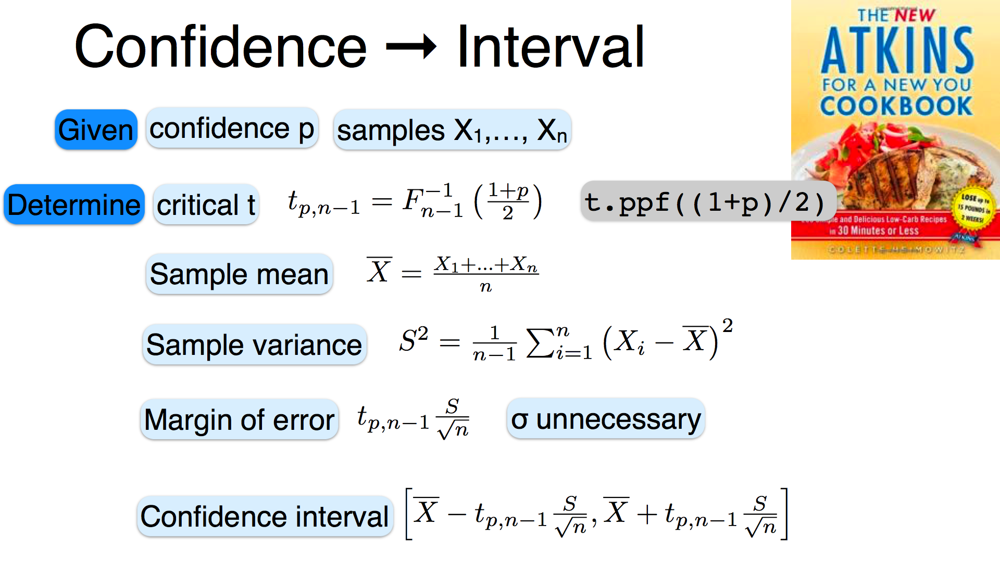 Confidence → Interval
THE NEW
ATKINS
FOR A NEW YOU
COOKBOOK
Given confidence p samples X₁,…, Xₙ
Determine critical t $t_{p,n-1} = F_{n-1}^{-1}\left(\frac{1+p}{2}\right)$ t.ppf((1+p)/2)
LOSE up to
15 POUNDS in
2 WEEKS!
and Delicious Low-Carb Recipes
in 30 Minutes or Less
ATKINS
COLETTE HEIMOWITZ
Sample mean $\overline{X} = \frac{X_1+\ldots+X_n}{n}$
Sample variance $S^2 = \frac{1}{n-1}\sum_{i=1}^{n}\left(X_i - \overline{X}\right)^2$
Margin of error $t_{p,n-1}\frac{S}{\sqrt{n}}$ σ unnecessary
Confidence interval $\left[\overline{X} - t_{p,n-1}\frac{S}{\sqrt{n}}, \overline{X} + t_{p,n-1}\frac{S}{\sqrt{n}}\right]$